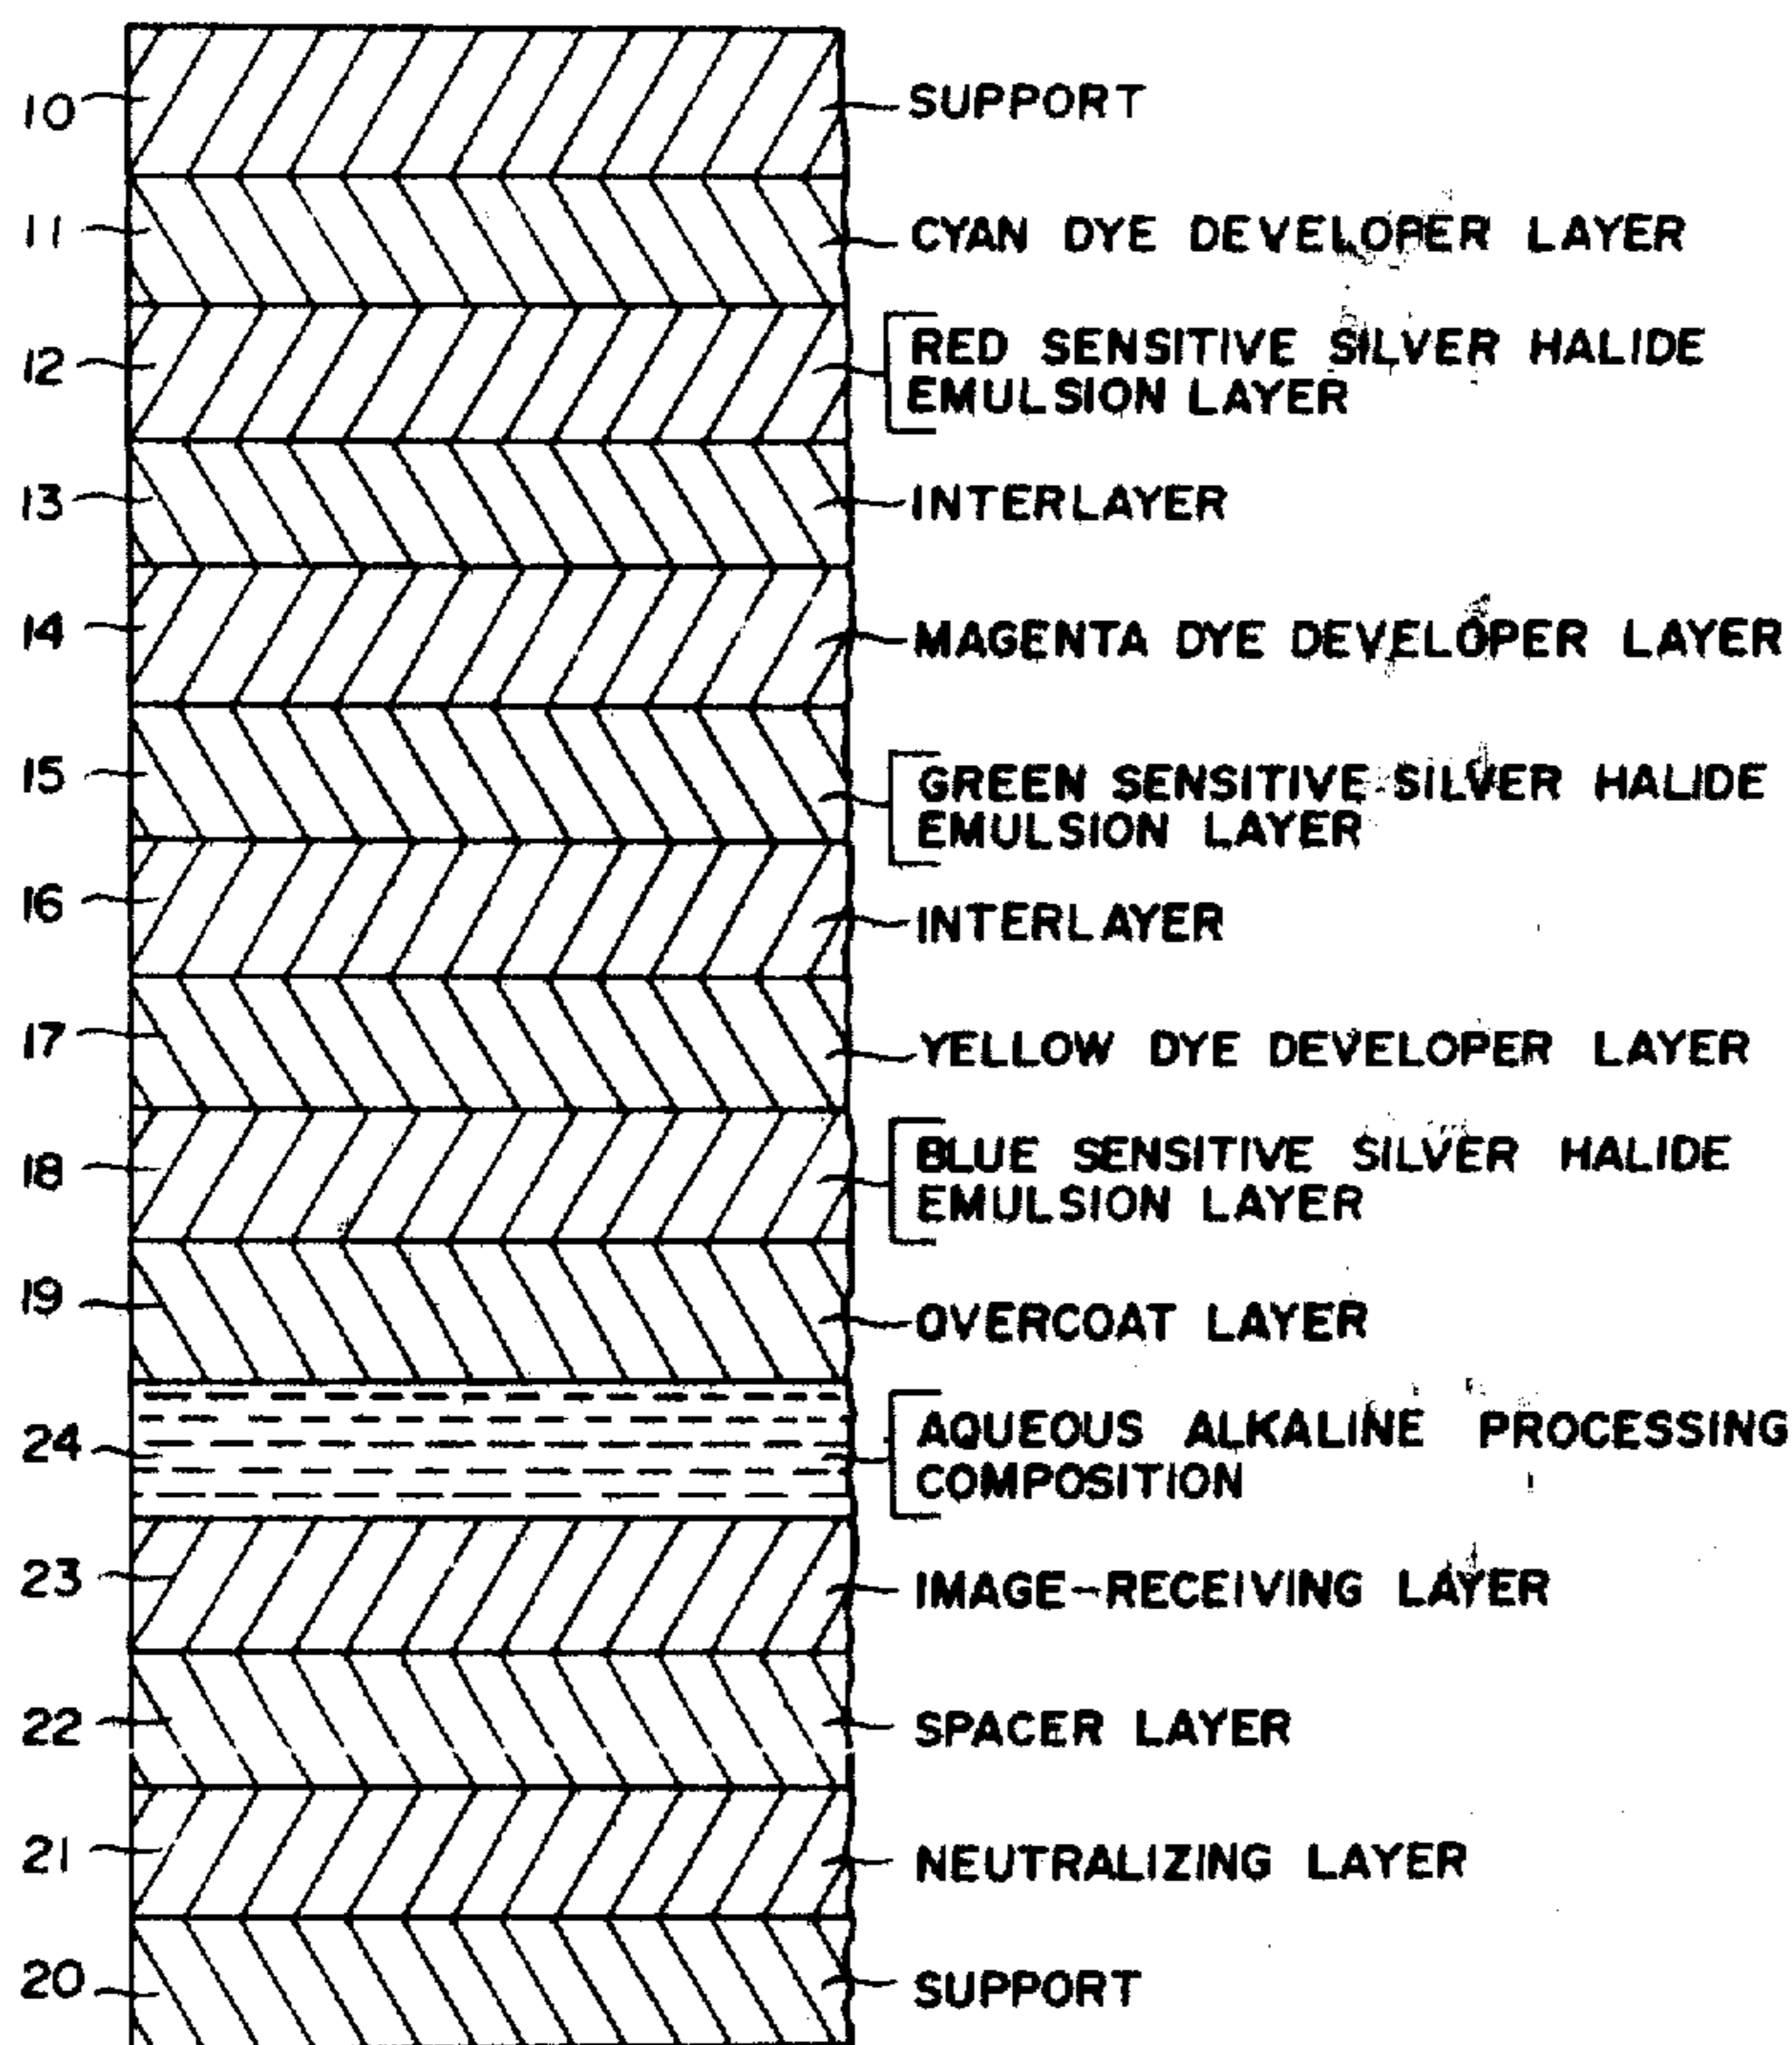 10 SUPPORT
11 CYAN DYE DEVELOPER LAYER
12 RED SENSITIVE SILVER HALIDE
EMULSION LAYER
13 INTERLAYER
14 MAGENTA DYE DEVELOPER LAYER
15 GREEN SENSITIVE SILVER HALIDE
EMULSION LAYER
16 INTERLAYER
17 YELLOW DYE DEVELOPER LAYER
18 BLUE SENSITIVE SILVER HALIDE
EMULSION LAYER
19 OVERCOAT LAYER
24 AQUEOUS ALKALINE PROCESSING
COMPOSITION
23 IMAGE-RECEIVING LAYER
22 SPACER LAYER
21 NEUTRALIZING LAYER
20 SUPPORT